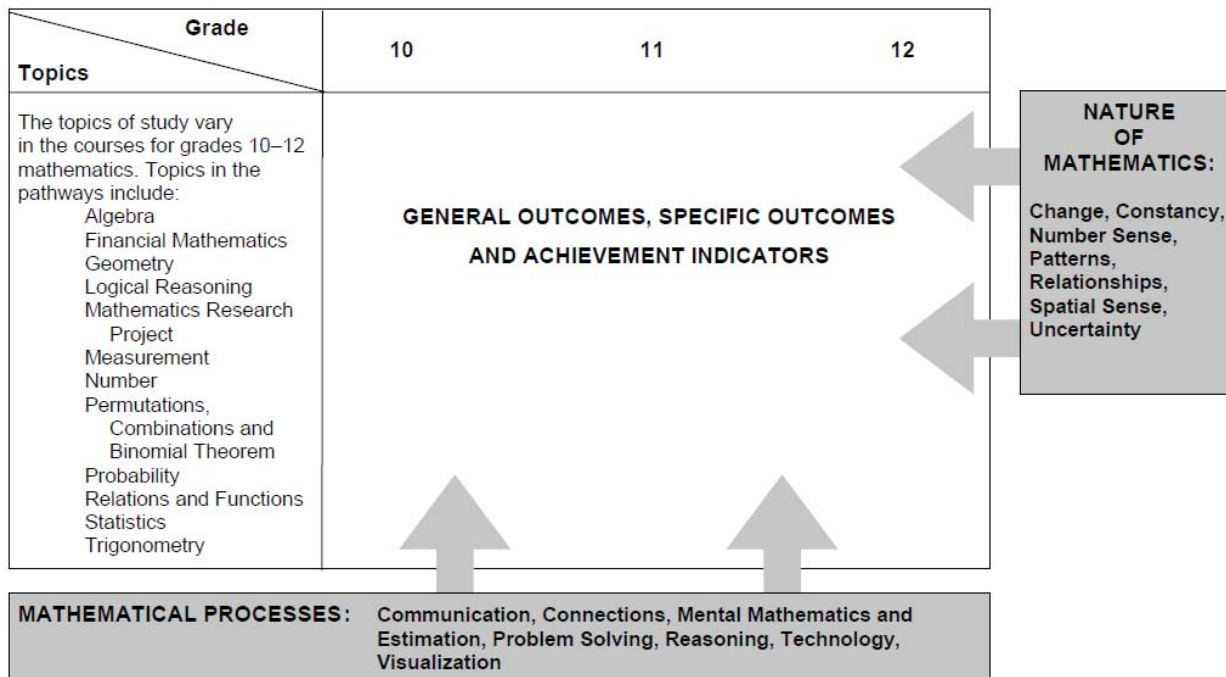 Grade
Topics
10
11
12
The topics of study vary
in the courses for grades 10–12
mathematics. Topics in the
pathways include:
Algebra
Financial Mathematics
Geometry
Logical Reasoning
Mathematics Research
Project
Measurement
Number
Permutations,
Combinations and
Binomial Theorem
Probability
Relations and Functions
Statistics
Trigonometry
GENERAL OUTCOMES, SPECIFIC OUTCOMES
AND ACHIEVEMENT INDICATORS
NATURE
OF
MATHEMATICS:
Change, Constancy,
Number Sense,
Patterns,
Relationships,
Spatial Sense,
Uncertainty
MATHEMATICAL PROCESSES: Communication, Connections, Mental Mathematics and
Estimation, Problem Solving, Reasoning, Technology,
Visualization